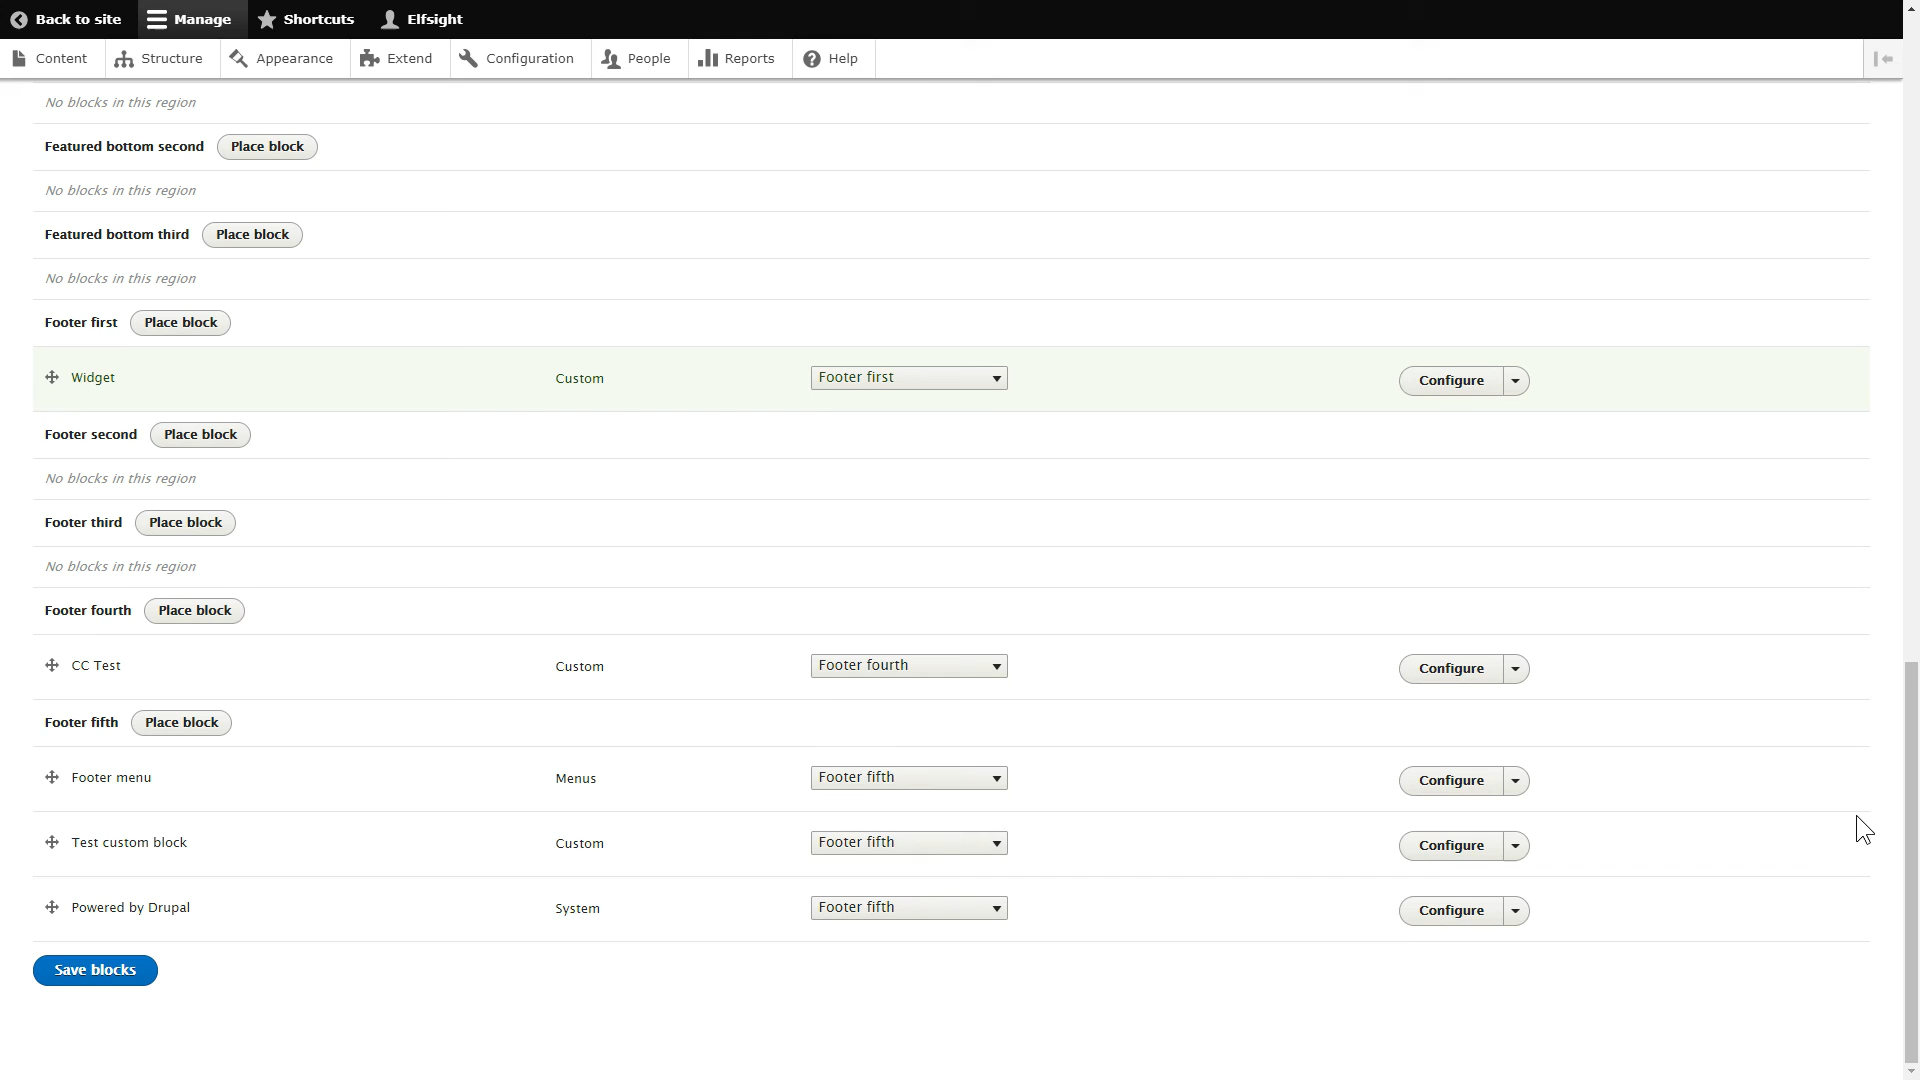 Back to site Manage Shortcuts Elfsight
Content Structure Appearance Extend Configuration People Reports Help
No blocks in this region
Featured bottom second Place block
No blocks in this region
Featured bottom third Place block
No blocks in this region
Footer first Place block
Widget Custom Footer first Configure
Footer second Place block
No blocks in this region
Footer third Place block
No blocks in this region
Footer fourth Place block
CC Test Custom Footer fourth Configure
Footer fifth Place block
Footer menu Menus Footer fifth Configure
Test custom block Custom Footer fifth Configure
Powered by Drupal System Footer fifth Configure
Save blocks